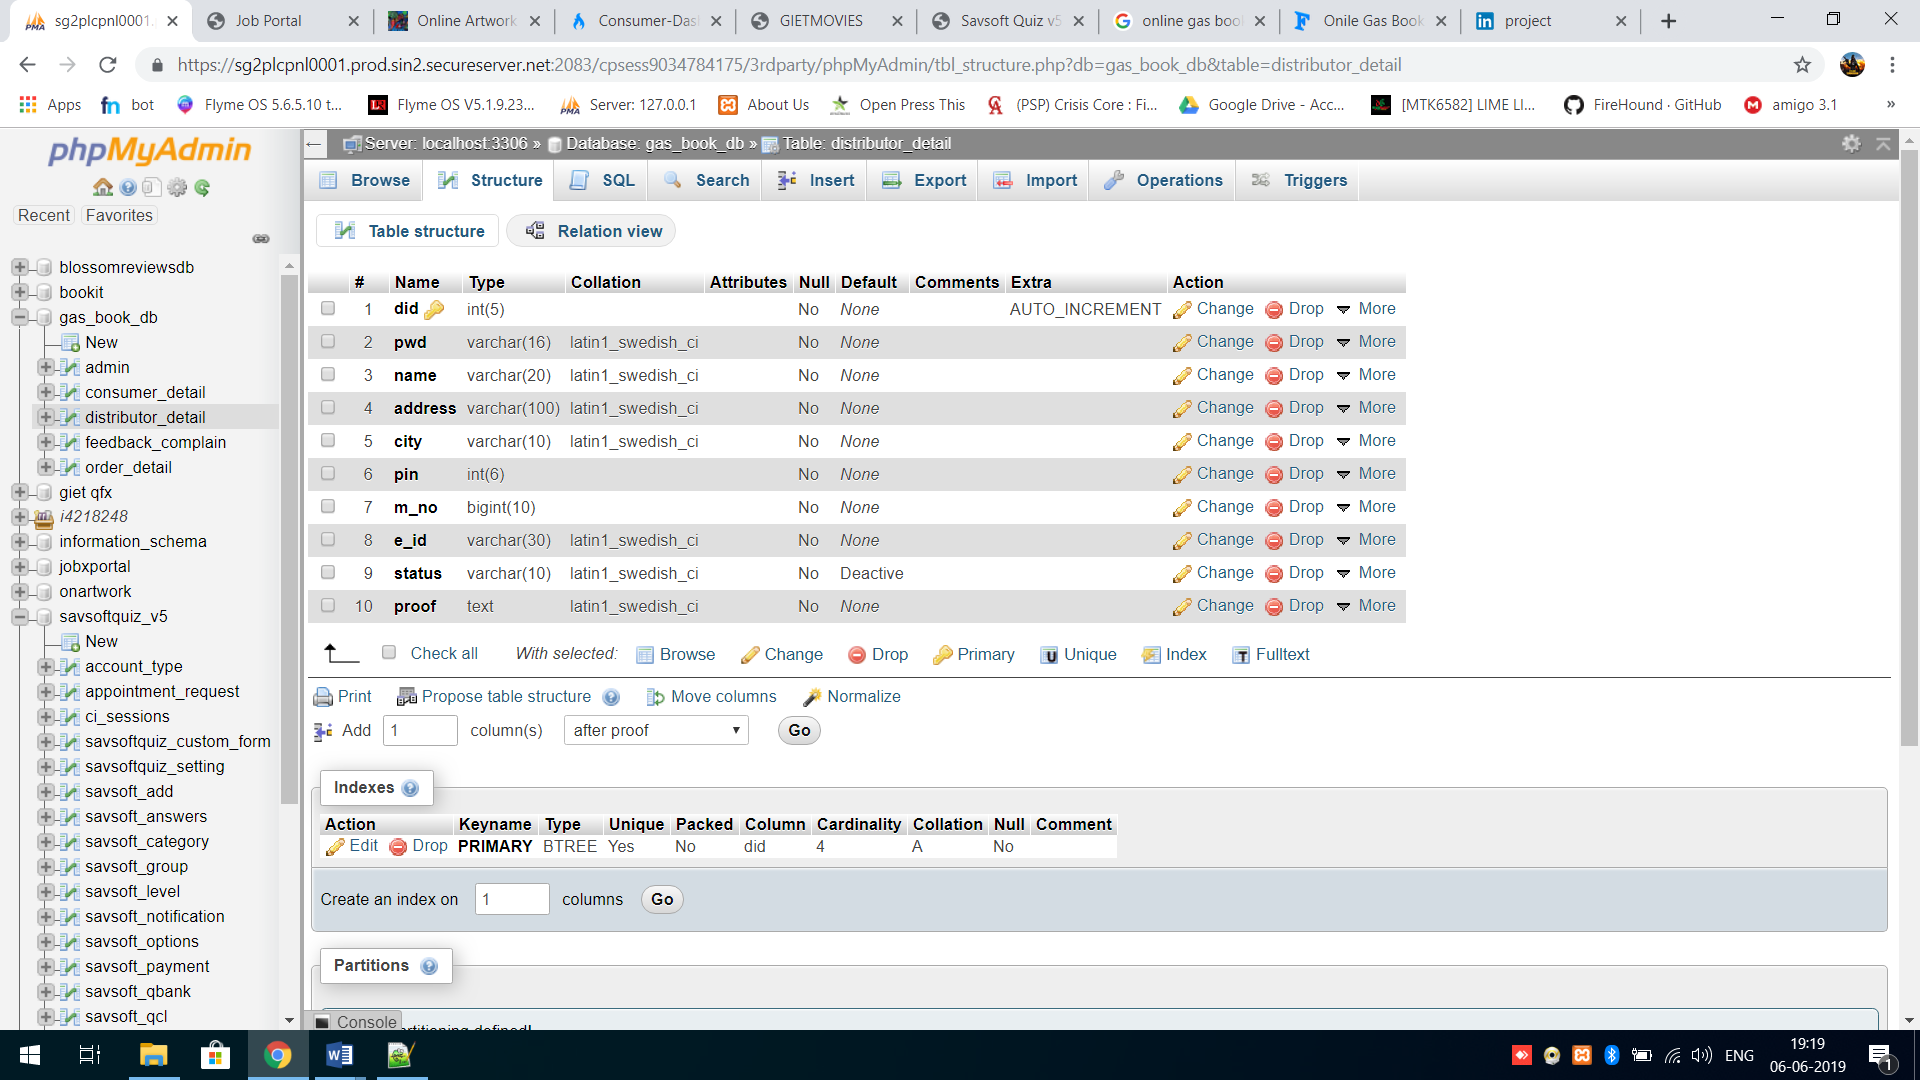 sg2plcpnl0001. Job Portal Online Artwork Consumer-Das GIETMOVIES Savsoft Quiz v5 online gas boo Onile Gas Book project
https://sg2plcpnl0001.prod.sin2.secureserver.net:2083/cpsess9034784175/3rdparty/phpMyAdmin/tbl_structure.php?db=gas_book_db&table=distributor_detail
Apps bot Flyme OS 5.6.5.10 t... Flyme OS V5.1.9.23... Server: 127.0.0.1 About Us Open Press This (PSP) Crisis Core : Fi... Google Drive - Acc... [MTK6582] LIME LI... FireHound · GitHub amigo 3.1 »
phpMyAdmin
Recent Favorites
blossomreviewsdb
bookit
gas_book_db
New
admin
consumer_detail
distributor_detail
feedback_complain
order_detail
giet qfx
i4218248
information_schema
jobxportal
onartwork
savsoftquiz_v5
New
account_type
appointment_request
ci_sessions
savsoftquiz_custom_form
savsoftquiz_setting
savsoft_add
savsoft_answers
savsoft_category
savsoft_group
savsoft_level
savsoft_notification
savsoft_options
savsoft_payment
savsoft_qbank
savsoft_qcl
Server: localhost:3306 » Database: gas_book_db » Table: distributor_detail
Browse Structure SQL Search Insert Export Import Operations Triggers
Table structure Relation view
# Name Type Collation Attributes Null Default Comments Extra Action
1 did int(5) No None AUTO_INCREMENT Change Drop More
2 pwd varchar(16) latin1_swedish_ci No None Change Drop More
3 name varchar(20) latin1_swedish_ci No None Change Drop More
4 address varchar(100) latin1_swedish_ci No None Change Drop More
5 city varchar(10) latin1_swedish_ci No None Change Drop More
6 pin int(6) No None Change Drop More
7 m_no bigint(10) No None Change Drop More
8 e_id varchar(30) latin1_swedish_ci No None Change Drop More
9 status varchar(10) latin1_swedish_ci No Deactive Change Drop More
10 proof text latin1_swedish_ci No None Change Drop More
Check all With selected: Browse Change Drop Primary Unique Index Fulltext
Print Propose table structure Move columns Normalize
Add 1 column(s) after proof Go
Indexes
Action Keyname Type Unique Packed Column Cardinality Collation Null Comment
Edit Drop PRIMARY BTREE Yes No did 4 A No
Create an index on 1 columns Go
Partitions
Console
ENG
19:19
06-06-2019
1